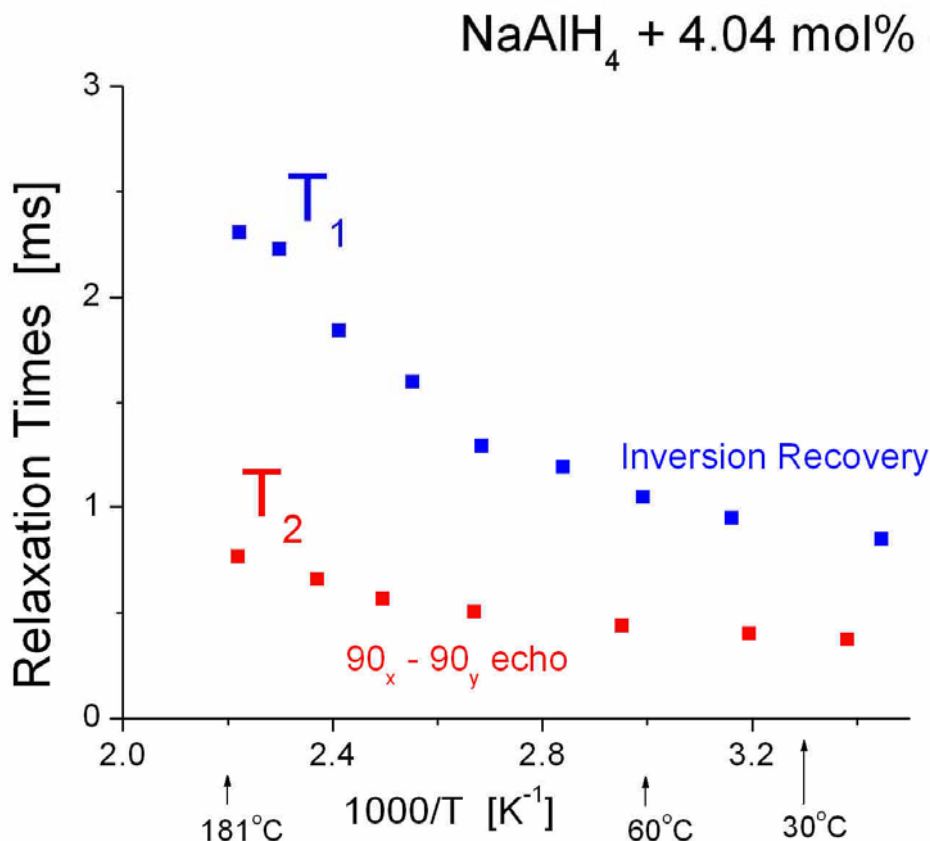 NaAlH₄ + 4.04 mol%
3
2
1
0
Relaxation Times [ms]
T₁
Inversion Recovery
T₂
90ₓ - 90ᵧ echo
2.0 2.4 2.8 3.2
1000/T [K⁻¹]
181°C 60°C 30°C